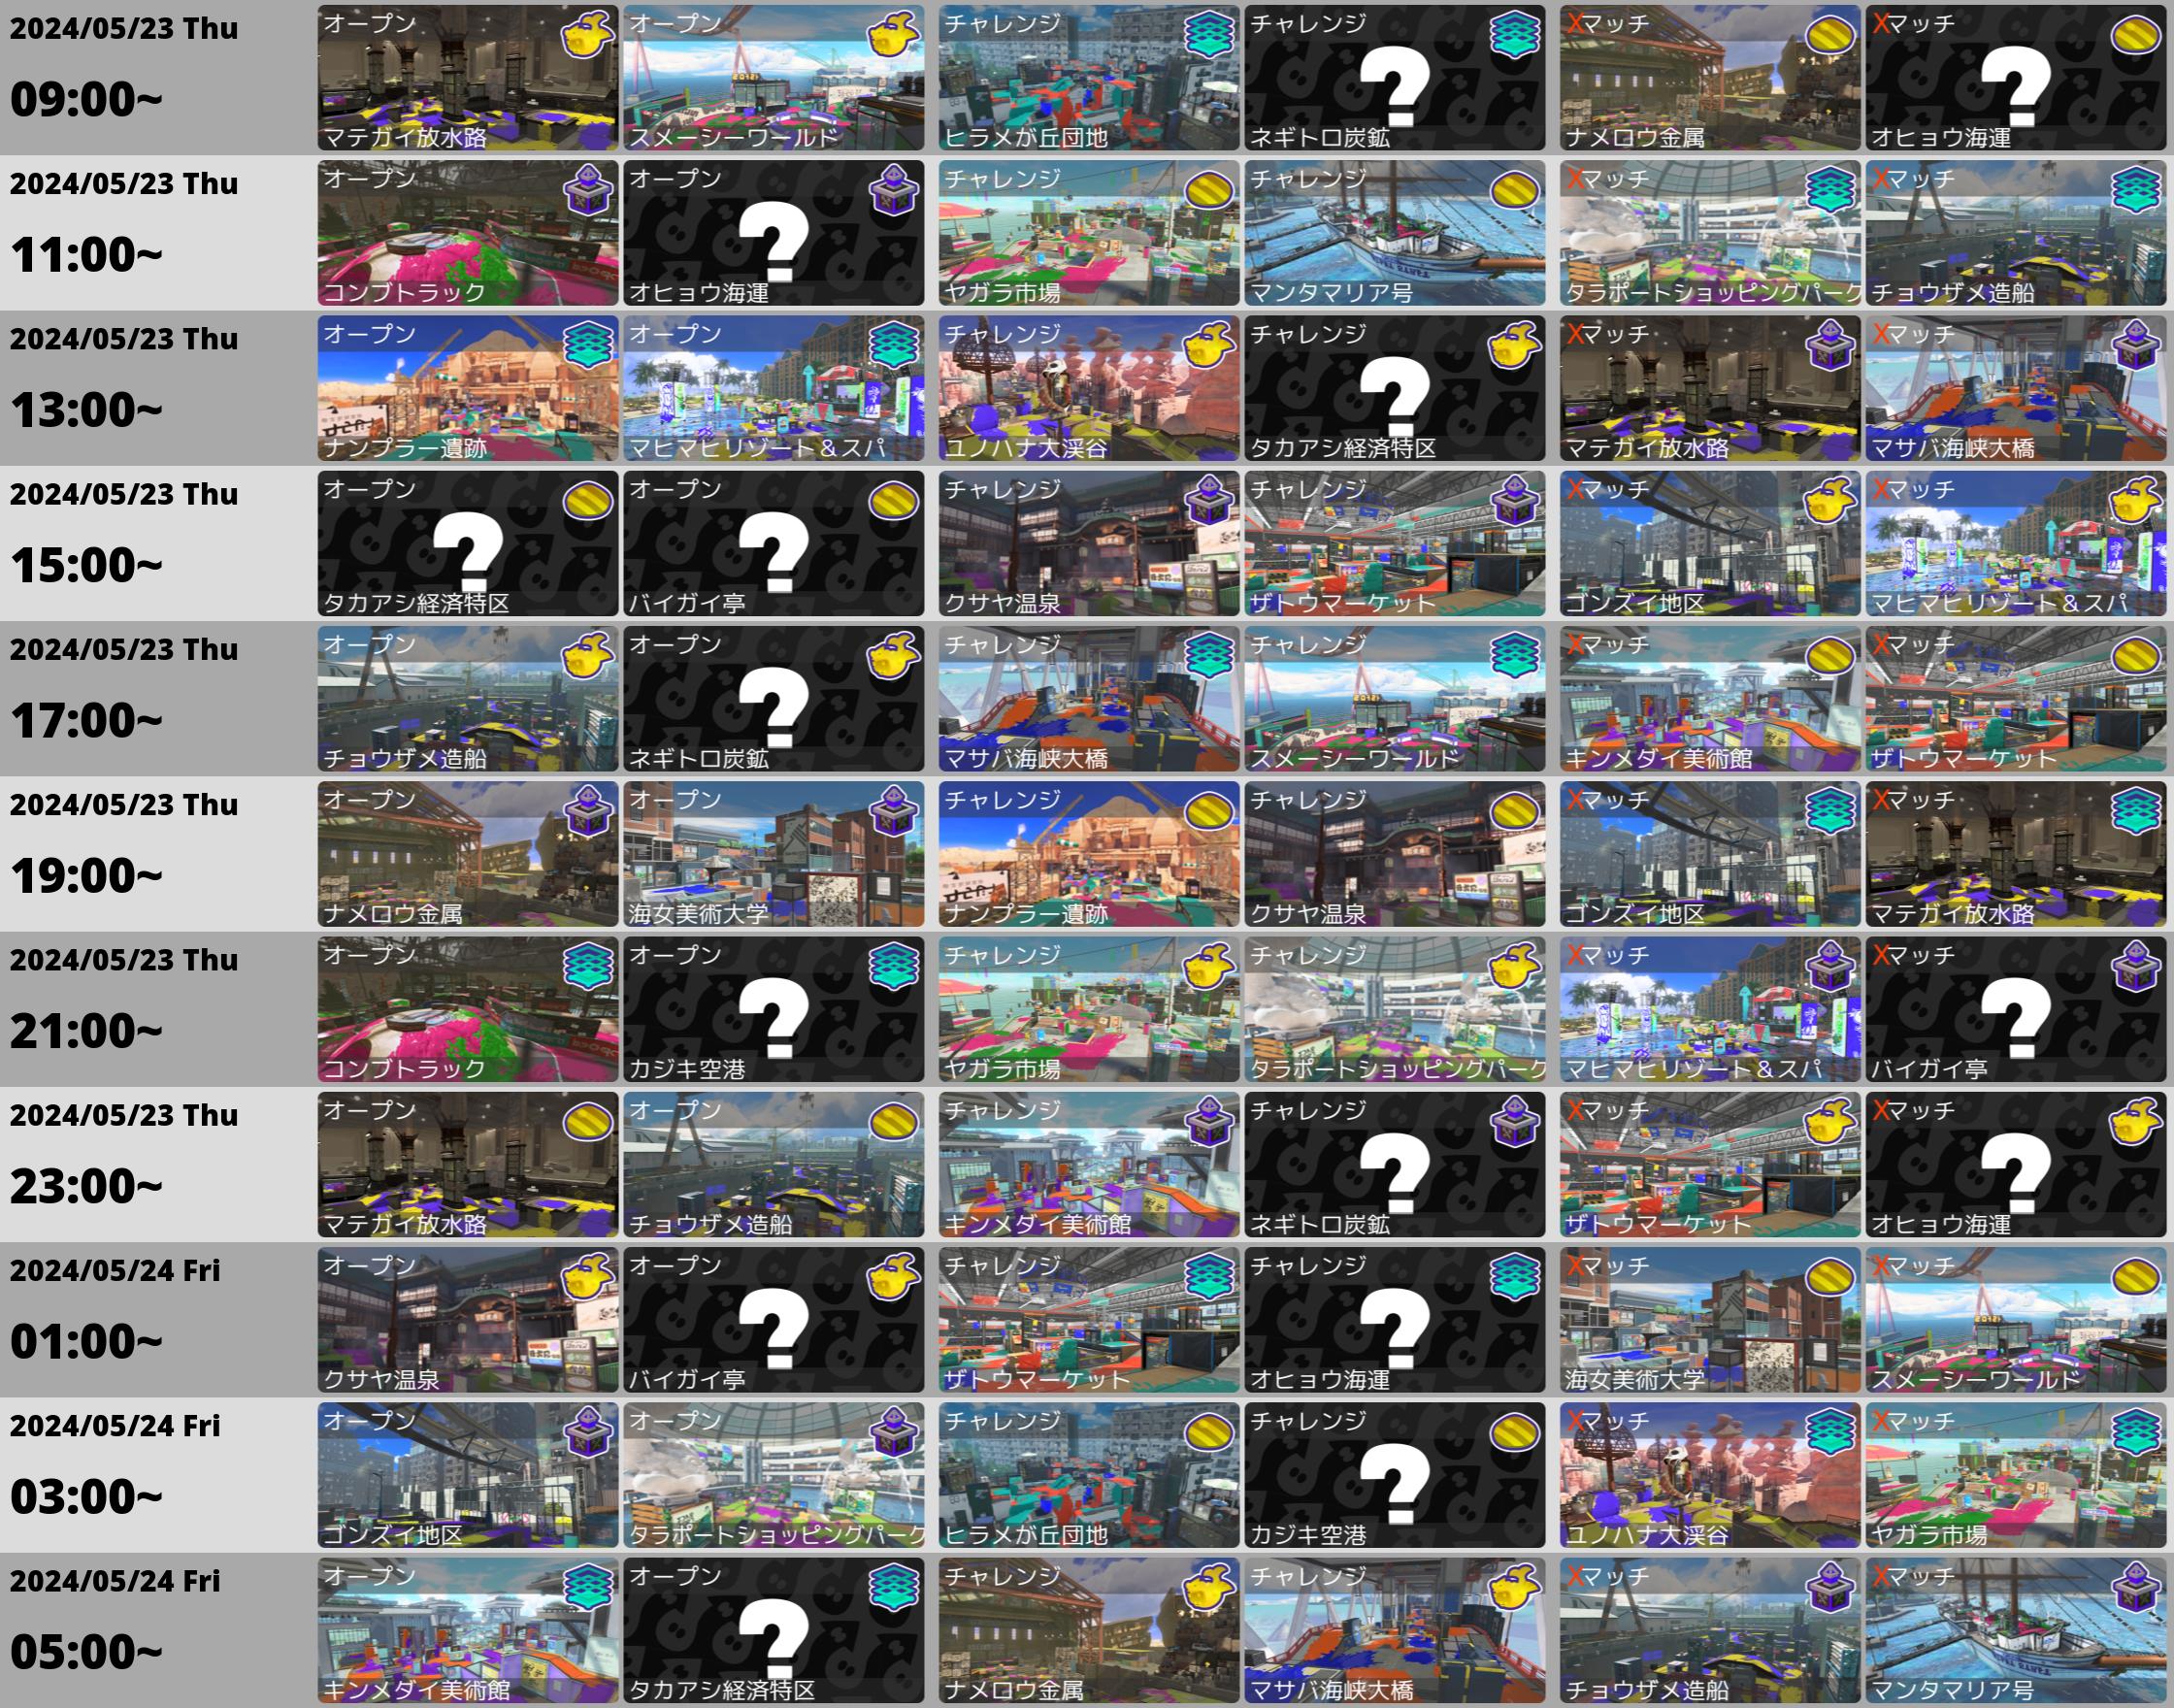 2024/05/23 Thu
09:00~
オープン
マテガイ放水路
オープン
スメーシーワールド
チャレンジ
ヒラメが丘団地
チャレンジ
ネギトロ炭鉱
Xマッチ
ナメロウ金属
Xマッチ
オヒョウ海運
2024/05/23 Thu
11:00~
オープン
コンブトラック
オープン
オヒョウ海運
チャレンジ
ヤガラ市場
チャレンジ
マンタマリア号
Xマッチ
タラポートショッピングパーク
Xマッチ
チョウザメ造船
2024/05/23 Thu
13:00~
オープン
ナンプラー遺跡
オープン
マヒマヒリゾート＆スパ
チャレンジ
ユノハナ大渓谷
チャレンジ
タカアシ経済特区
Xマッチ
マテガイ放水路
Xマッチ
マサバ海峡大橋
2024/05/23 Thu
15:00~
オープン
タカアシ経済特区
オープン
バイガイ亭
チャレンジ
クサヤ温泉
チャレンジ
ザトウマーケット
Xマッチ
ゴンズイ地区
Xマッチ
マヒマヒリゾート＆スパ
2024/05/23 Thu
17:00~
オープン
チョウザメ造船
オープン
ネギトロ炭鉱
チャレンジ
マサバ海峡大橋
チャレンジ
スメーシーワールド
Xマッチ
キンメダイ美術館
Xマッチ
ザトウマーケット
2024/05/23 Thu
19:00~
オープン
ナメロウ金属
オープン
海女美術大学
チャレンジ
ナンプラー遺跡
チャレンジ
クサヤ温泉
Xマッチ
ゴンズイ地区
Xマッチ
マテガイ放水路
2024/05/23 Thu
21:00~
オープン
コンブトラック
オープン
カジキ空港
チャレンジ
ヤガラ市場
チャレンジ
タラポートショッピングパーク
Xマッチ
マヒマヒリゾート＆スパ
Xマッチ
バイガイ亭
2024/05/23 Thu
23:00~
オープン
マテガイ放水路
オープン
チョウザメ造船
チャレンジ
キンメダイ美術館
チャレンジ
ネギトロ炭鉱
Xマッチ
ザトウマーケット
Xマッチ
オヒョウ海運
2024/05/24 Fri
01:00~
オープン
クサヤ温泉
オープン
バイガイ亭
チャレンジ
ザトウマーケット
チャレンジ
オヒョウ海運
Xマッチ
海女美術大学
Xマッチ
スメーシーワールド
2024/05/24 Fri
03:00~
オープン
ゴンズイ地区
オープン
タラポートショッピングパーク
チャレンジ
ヒラメが丘団地
チャレンジ
カジキ空港
Xマッチ
ユノハナ大渓谷
Xマッチ
ヤガラ市場
2024/05/24 Fri
05:00~
オープン
キンメダイ美術館
オープン
タカアシ経済特区
チャレンジ
ナメロウ金属
チャレンジ
マサバ海峡大橋
Xマッチ
チョウザメ造船
Xマッチ
マンタマリア号